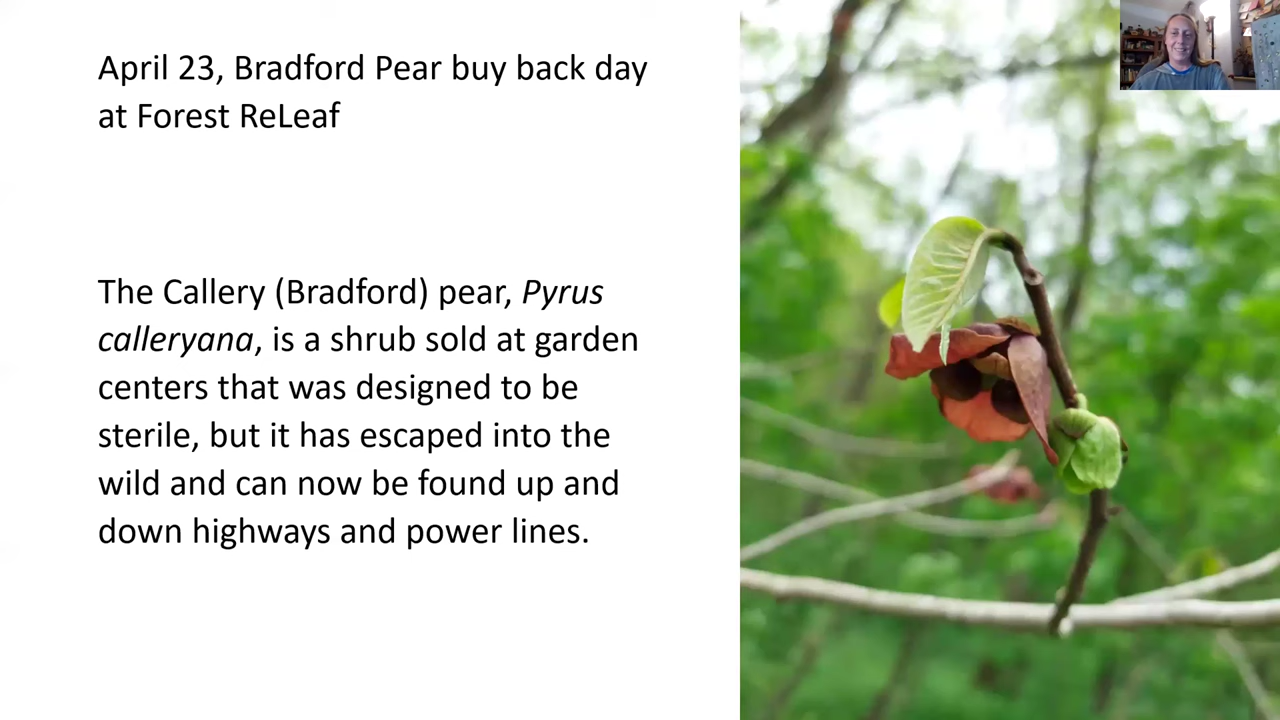 April 23, Bradford Pear buy back day
at Forest ReLeaf
The Callery (Bradford) pear, Pyrus
calleryana, is a shrub sold at garden
centers that was designed to be
sterile, but it has escaped into the
wild and can now be found up and
down highways and power lines.